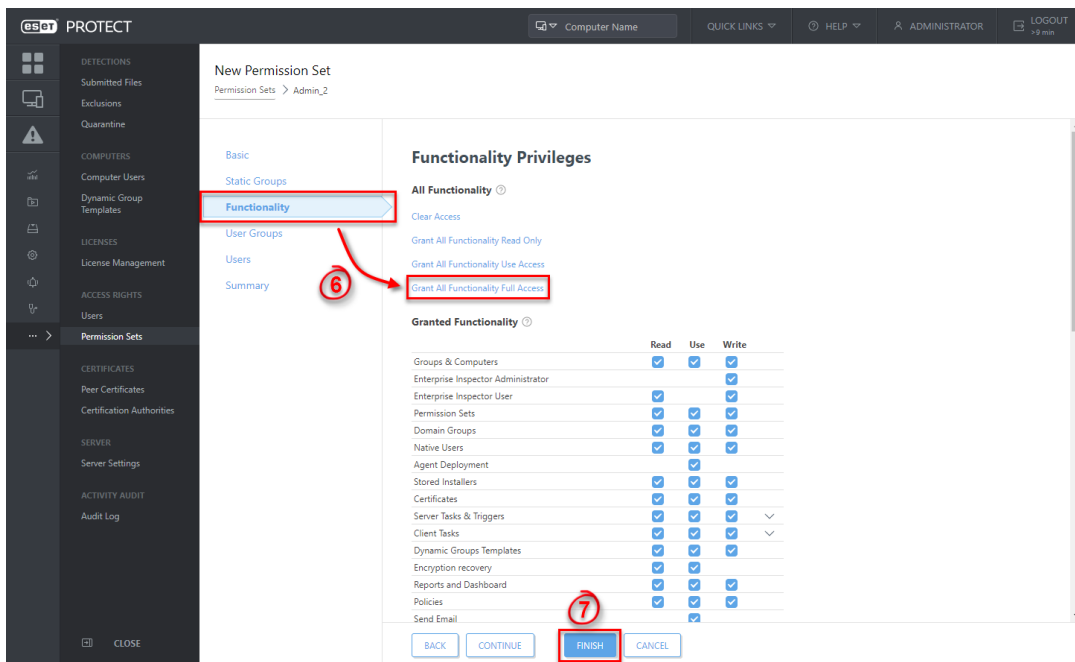 eset PROTECT
Computer Name
QUICK LINKS
HELP
ADMINISTRATOR
LOGOUT
>9 min
DETECTIONS
Submitted Files
Exclusions
Quarantine
COMPUTERS
Computer Users
Dynamic Group
Templates
LICENSES
License Management
ACCESS RIGHTS
Users
Permission Sets
CERTIFICATES
Peer Certificates
Certification Authorities
SERVER
Server Settings
ACTIVITY AUDIT
Audit Log
CLOSE
New Permission Set
Permission Sets > Admin_2
Basic
Static Groups
Functionality
User Groups
Users
Summary
6
Functionality Privileges
All Functionality
Clear Access
Grant All Functionality Read Only
Grant All Functionality Use Access
Grant All Functionality Full Access
Granted Functionality
Read Use Write
Groups & Computers
Enterprise Inspector Administrator
Enterprise Inspector User
Permission Sets
Domain Groups
Native Users
Agent Deployment
Stored Installers
Certificates
Server Tasks & Triggers
Client Tasks
Dynamic Groups Templates
Encryption recovery
Reports and Dashboard
Policies
Send Email
7
BACK CONTINUE FINISH CANCEL